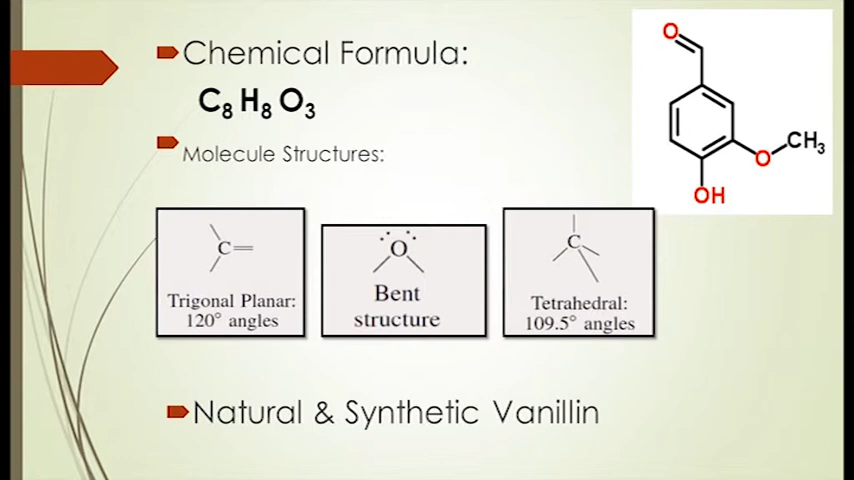 Chemical Formula:
C₈ H₈ O₃
Molecule Structures:
O
O
CH₃
OH
C
Trigonal Planar:
120° angles
O
Bent
structure
C
Tetrahedral:
109.5° angles
Natural & Synthetic Vanillin